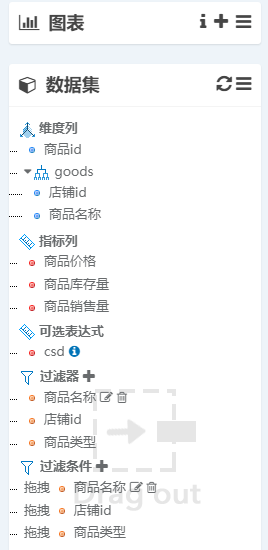 图表
数据集
维度列
商品id
goods
店铺id
商品名称
指标列
商品价格
商品库存量
商品销售量
可选表达式
csd
过滤器
商品名称
店铺id
商品类型
过滤条件
拖拽 商品名称
Drag out
拖拽 店铺id
拖拽 商品类型